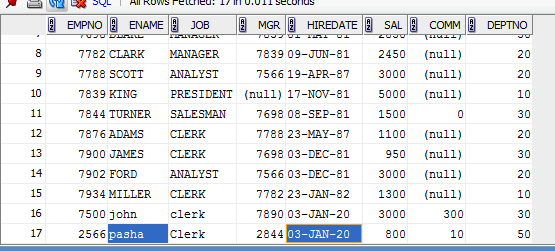 SQL | All Rows Fetched: 17 in 0.011 seconds
EMPNO ENAME JOB MGR HIREDATE SAL COMM DEPTNO
8 7782 CLARK MANAGER 7839 09-JUN-81 2450 (null) 20
9 7788 SCOTT ANALYST 7566 19-APR-87 3000 (null) 20
10 7839 KING PRESIDENT (null) 17-NOV-81 5000 (null) 10
11 7844 TURNER SALESMAN 7698 08-SEP-81 1500 0 30
12 7876 ADAMS CLERK 7788 23-MAY-87 1100 (null) 20
13 7900 JAMES CLERK 7698 03-DEC-81 950 (null) 30
14 7902 FORD ANALYST 7566 03-DEC-81 3000 (null) 20
15 7934 MILLER CLERK 7782 23-JAN-82 1300 (null) 10
16 7500 john clerk 7890 03-JAN-20 3000 300 30
17 2566 pasha Clerk 2844 03-JAN-20 800 10 50